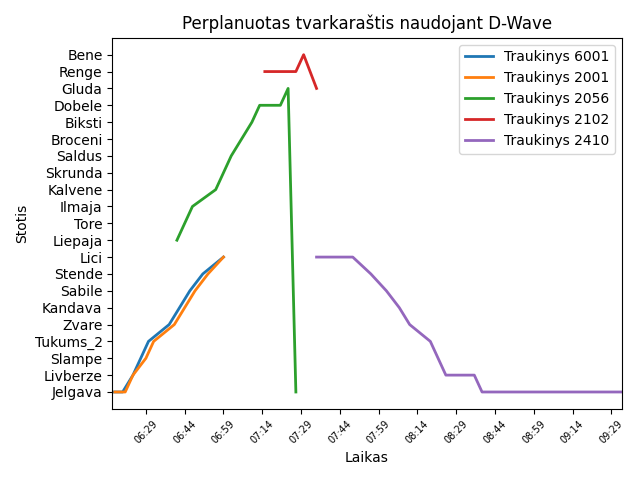 Perplanuotas tvarkaraštis naudojant D-Wave
Bene
Renge
Gluda
Dobele
Biksti
Broceni
Saldus
Skrunda
Kalvene
Ilmaja
Tore
Liepaja
Lici
Stende
Sabile
Kandava
Zvare
Tukums_2
Slampe
Livberze
Jelgava
Stotis
Traukinys 6001
Traukinys 2001
Traukinys 2056
Traukinys 2102
Traukinys 2410
06:29 06:44 06:59 07:14 07:29 07:44 07:59 08:14 08:29 08:44 08:59 09:14 09:29
Laikas